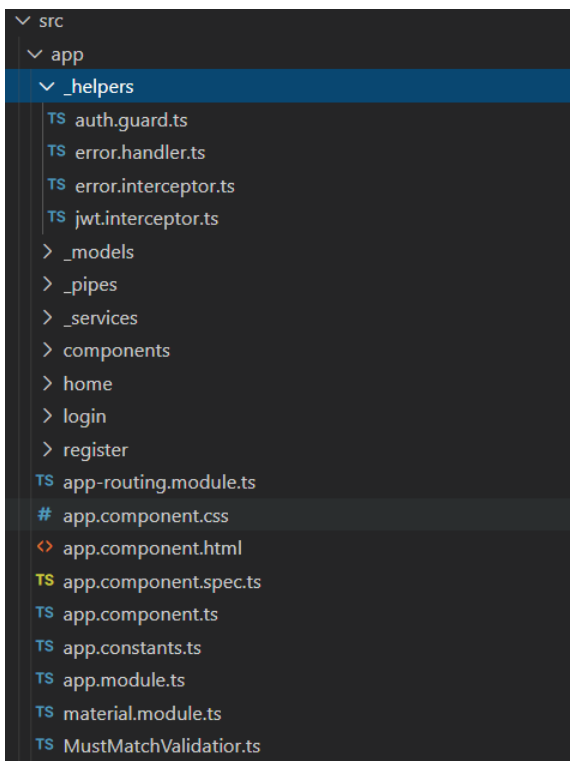 src
app
_helpers
TS auth.guard.ts
TS error.handler.ts
TS error.interceptor.ts
TS jwt.interceptor.ts
_models
_pipes
_services
components
home
login
register
TS app-routing.module.ts
# app.component.css
<> app.component.html
TS app.component.spec.ts
TS app.component.ts
TS app.constants.ts
TS app.module.ts
TS material.module.ts
TS MustMatchValidatior.ts